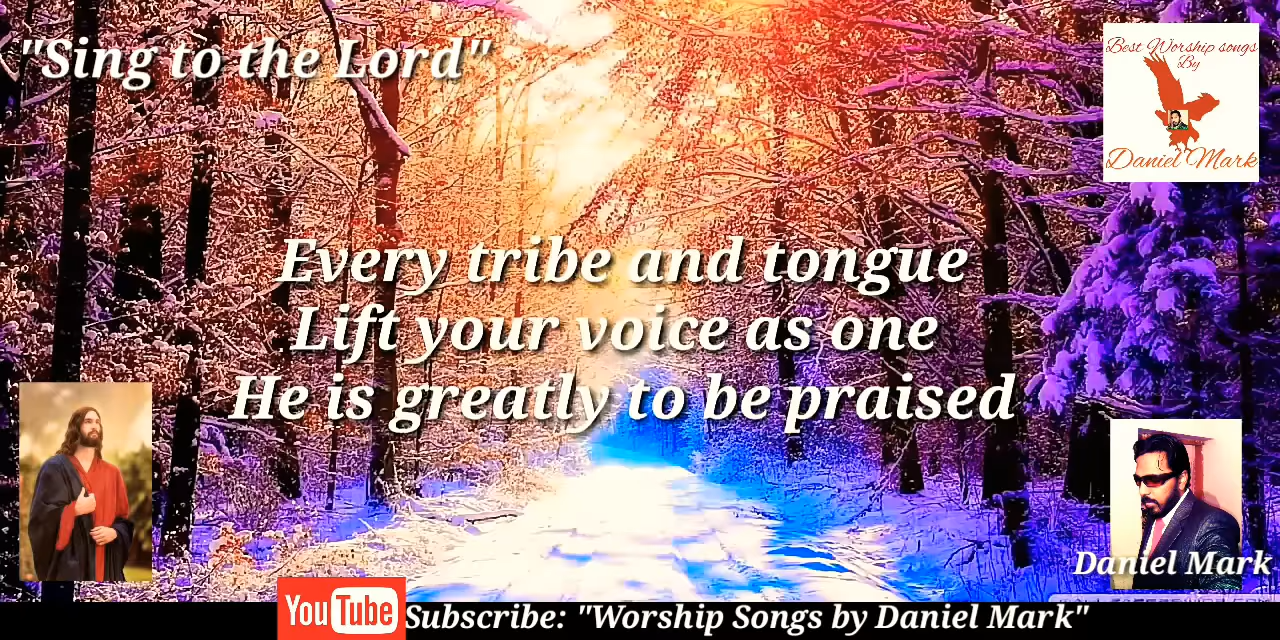 "Sing to the Lord"
Best Worship songs
By
Daniel Mark
Every tribe and tongue
Lift your voice as one
He is greatly to be praised
Daniel Mark
YouTube Subscribe: "Worship Songs by Daniel Mark"